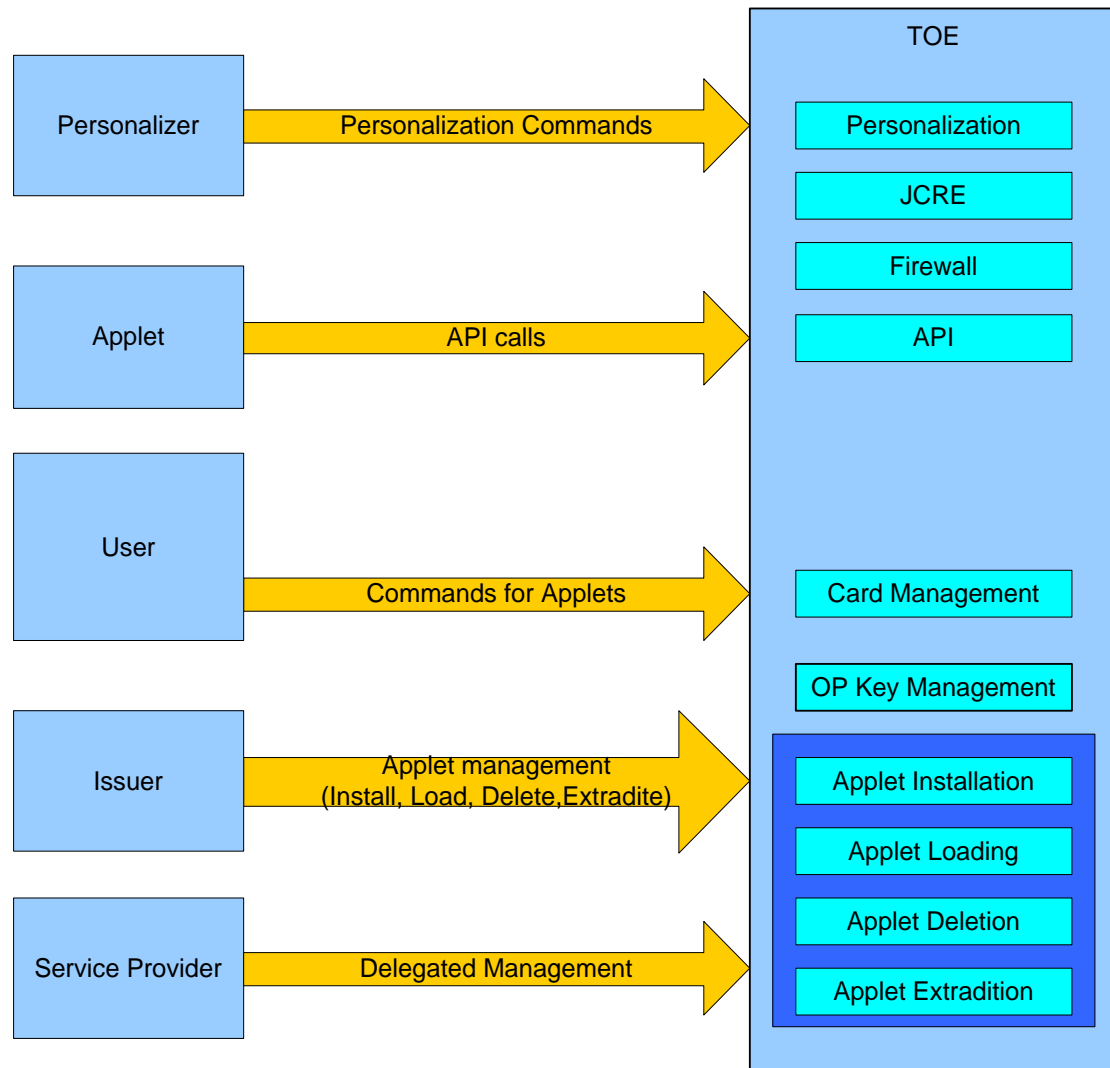 TOE
Personalizer
Personalization Commands
Personalization
JCRE
Firewall
Applet
API calls
API
User
Commands for Applets
Card Management
OP Key Management
Issuer
Applet management
(Install, Load, Delete,Extradite)
Applet Installation
Applet Loading
Applet Deletion
Service Provider
Delegated Management
Applet Extradition